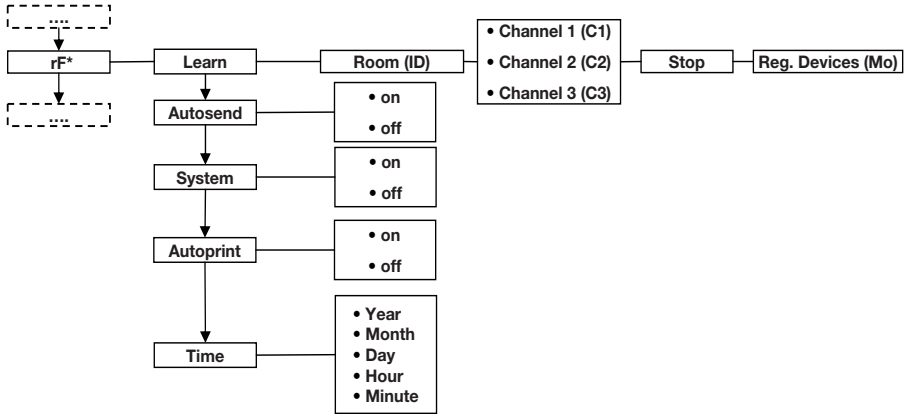 ....
rF*
....
Learn
Room (ID)
• Channel 1 (C1)
• Channel 2 (C2)
• Channel 3 (C3)
Stop
Reg. Devices (Mo)
Autosend
• on
• off
System
• on
• off
Autoprint
• on
• off
Time
• Year
• Month
• Day
• Hour
• Minute